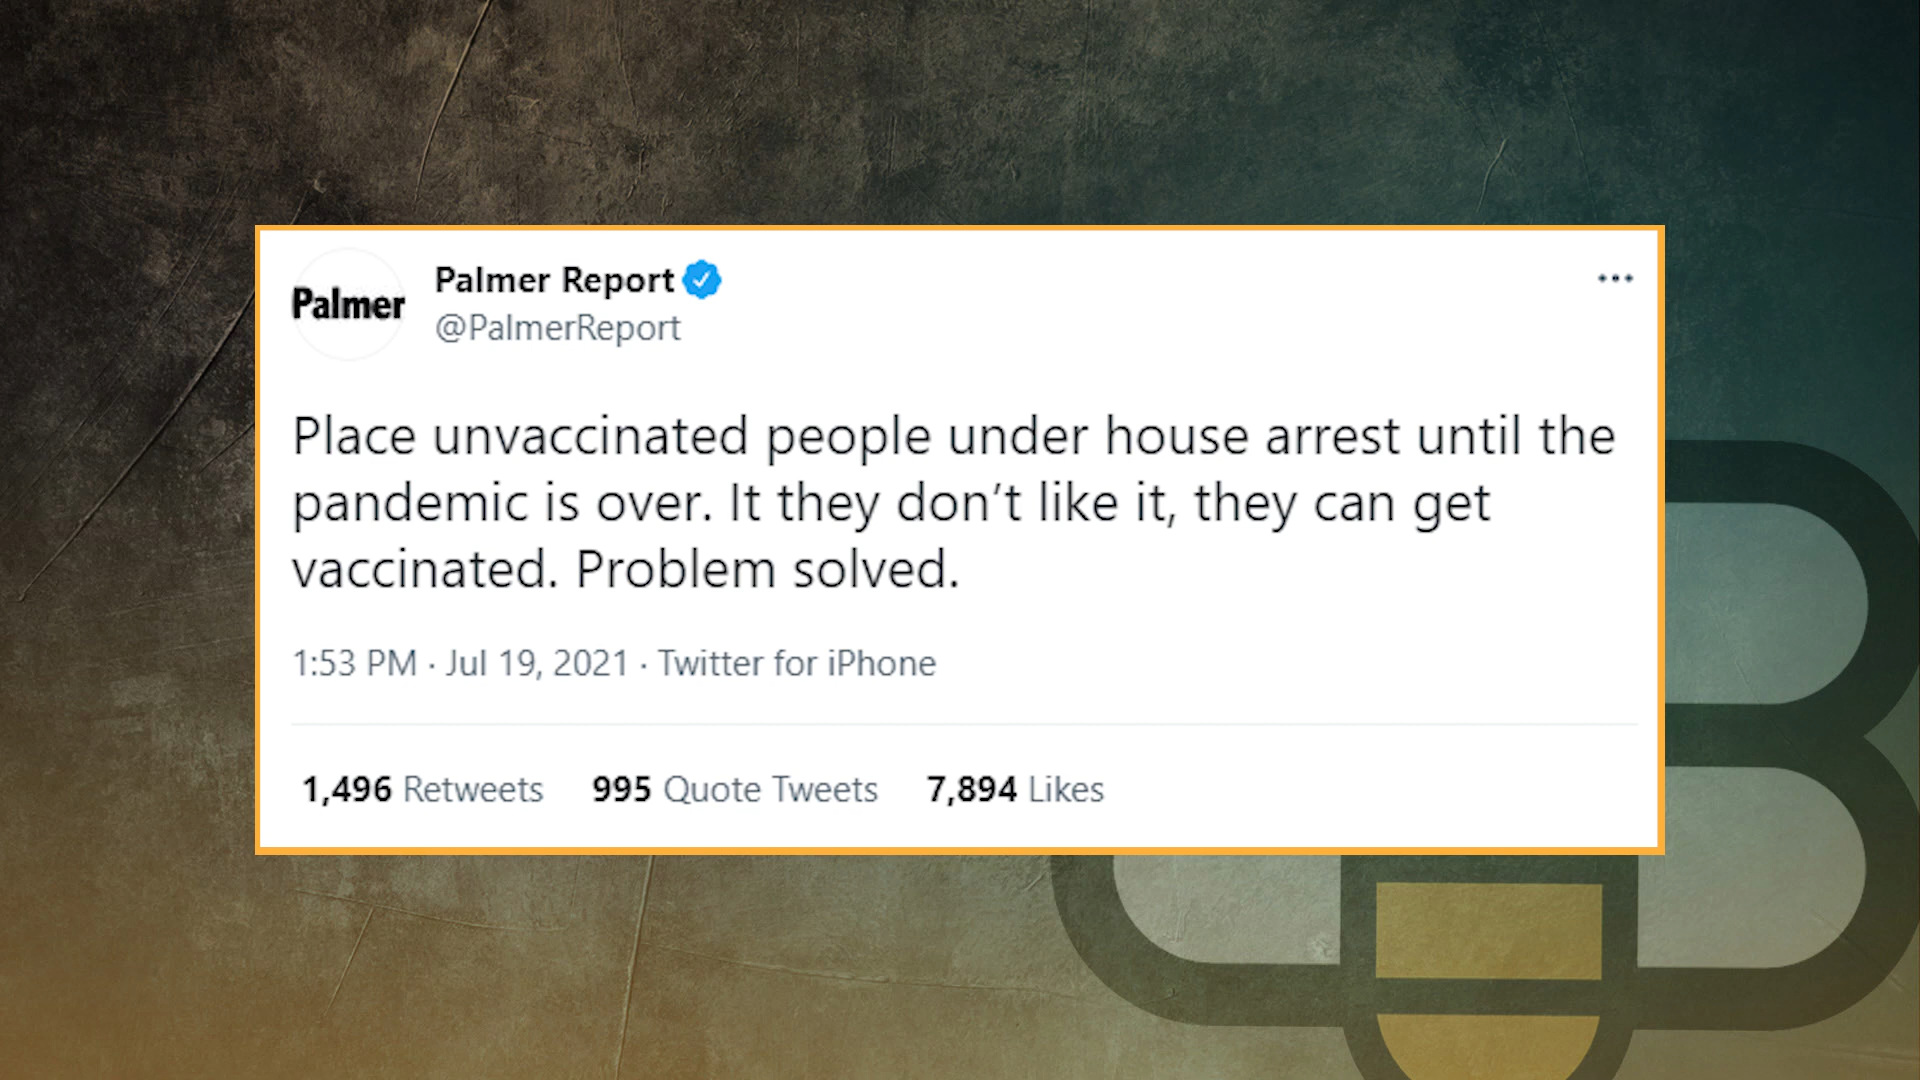 Palmer
Palmer Report
@PalmerReport
Place unvaccinated people under house arrest until the
pandemic is over. It they don’t like it, they can get
vaccinated. Problem solved.
1:53 PM · Jul 19, 2021 · Twitter for iPhone
1,496 Retweets 995 Quote Tweets 7,894 Likes